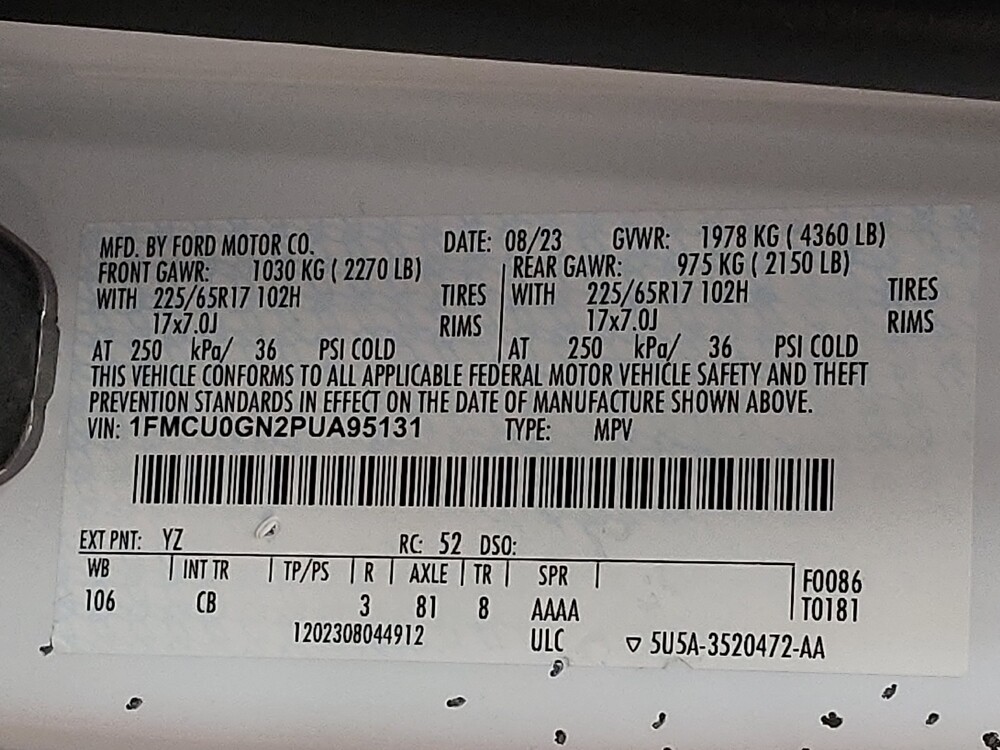 MFD. BY FORD MOTOR CO. DATE: 08/23 GVWR: 1978 KG ( 4360 LB)
FRONT GAWR: 1030 KG ( 2270 LB) REAR GAWR: 975 KG ( 2150 LB)
WITH 225/65R17 102H TIRES WITH 225/65R17 102H TIRES
17x7.0J RIMS 17x7.0J RIMS
AT 250 kPa/ 36 PSI COLD AT 250 kPa/ 36 PSI COLD
THIS VEHICLE CONFORMS TO ALL APPLICABLE FEDERAL MOTOR VEHICLE SAFETY AND THEFT
PREVENTION STANDARDS IN EFFECT ON THE DATE OF MANUFACTURE SHOWN ABOVE.
VIN: 1FMCU0GN2PUA95131 TYPE: MPV
EXT PNT: YZ RC: 52 DSO:
WB INT TR TP/PS R AXLE TR SPR F0086
106 CB 3 81 8 AAAA T0181
1202308044912 ULC ▽ 5U5A-3520472-AA